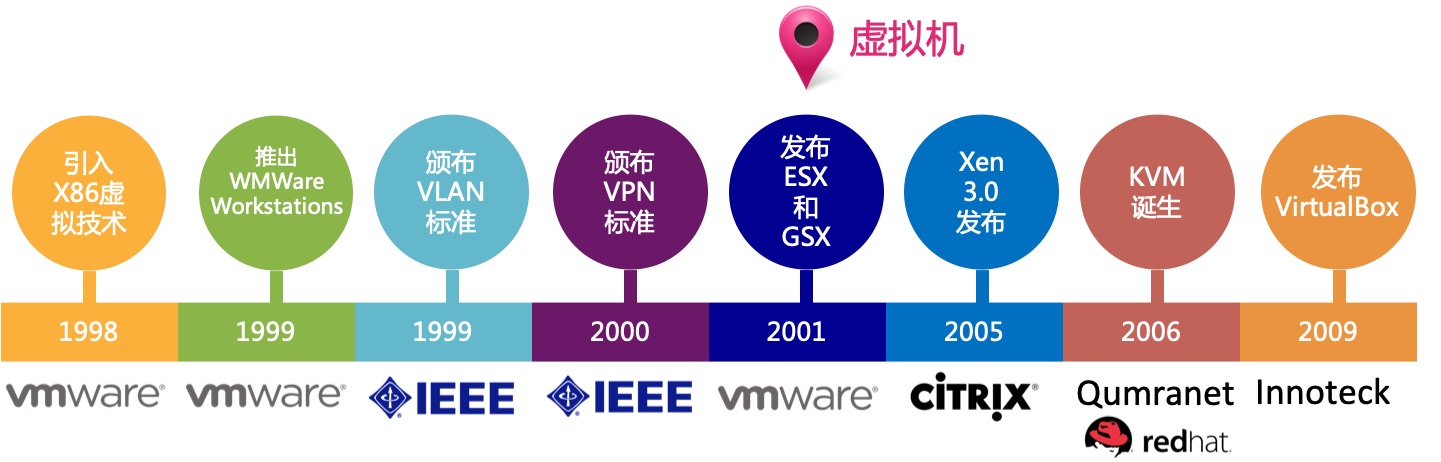 虚拟机
引入
X86虚
拟技术
推出
WMWare
Workstations
颁布
VLAN
标准
颁布
VPN
标准
发布
ESX
和
GSX
Xen
3.0
发布
KVM
诞生
发布
VirtualBox
1998
1999
1999
2000
2001
2005
2006
2009
vmware®
vmware®
IEEE
IEEE
vmware®
CİTRIX®
Qumranet
redhat.
Innoteck